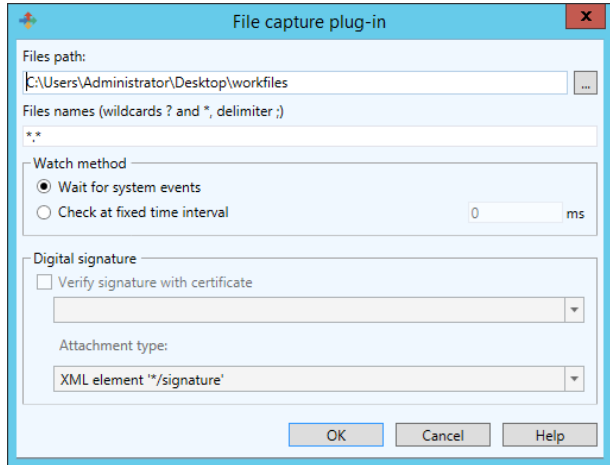 File capture plug-in
x
Files path:
C:\Users\Administrator\Desktop\workfiles
...
Files names (wildcards ? and *, delimiter ;)
*.*
Watch method
Wait for system events
Check at fixed time interval
0 ms
Digital signature
Verify signature with certificate
Attachment type:
XML element '*/signature'
OK Cancel Help